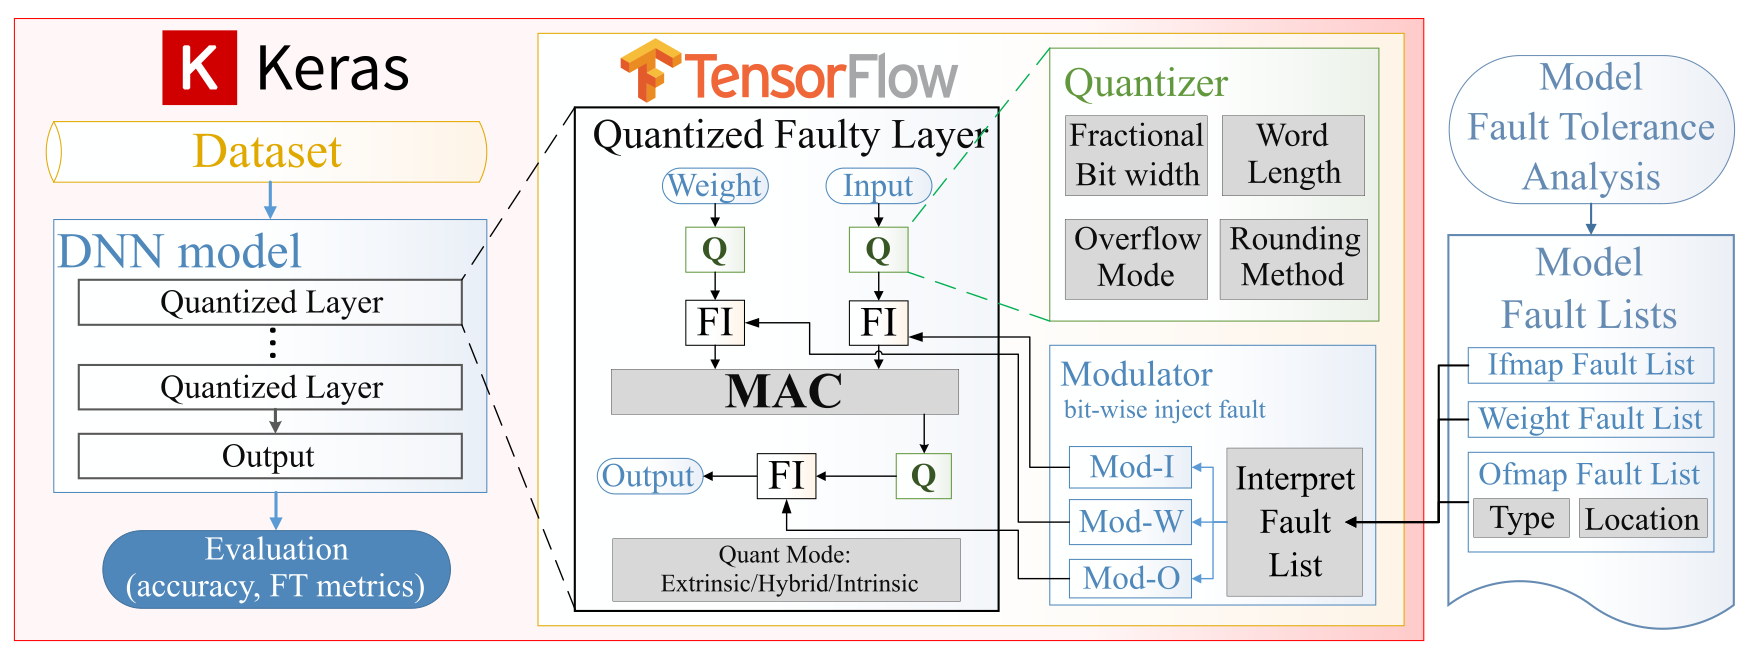 K Keras
Dataset
DNN model
Quantized Layer
Quantized Layer
Output
Evaluation
(accuracy, FT metrics)
TensorFlow
Quantized Faulty Layer
Weight
Input
Q
Q
FI
FI
MAC
Output
FI
Q
Quant Mode:
Extrinsic/Hybrid/Intrinsic
Quantizer
Fractional
Bit width
Word
Length
Overflow
Mode
Rounding
Method
Modulator
bit-wise inject fault
Mod-I
Mod-W
Mod-O
Interpret
Fault
List
Model
Fault Tolerance
Analysis
Model
Fault Lists
Ifmap Fault List
Weight Fault List
Ofmap Fault List
Type
Location